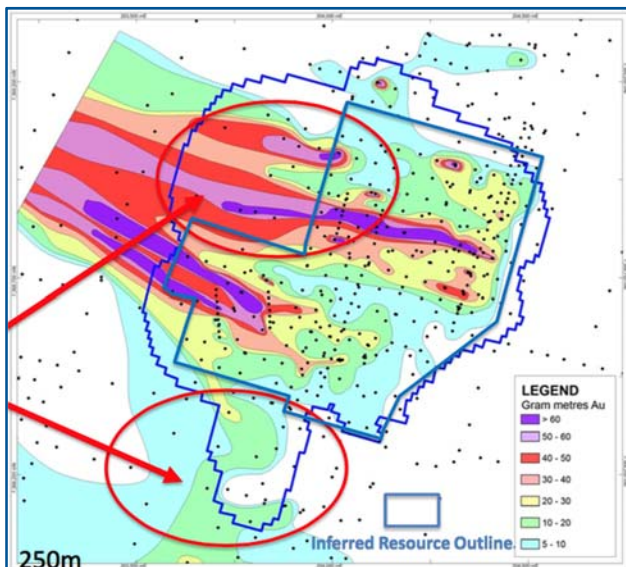 LEGEND
Gram metres Au
> 60
50 - 60
40 - 50
30 - 40
20 - 30
10 - 20
5 - 10
Inferred Resource Outline.
250m